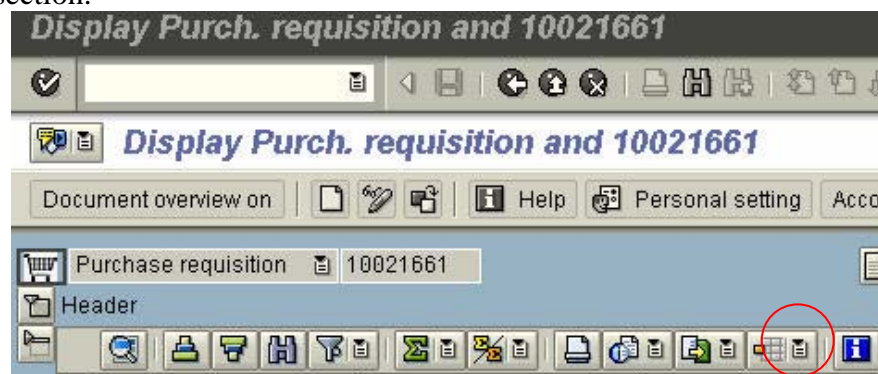 section.
Display Purch. requisition and 10021661
Display Purch. requisition and 10021661
Document overview on Help Personal setting Acco
Purchase requisition 10021661
Header